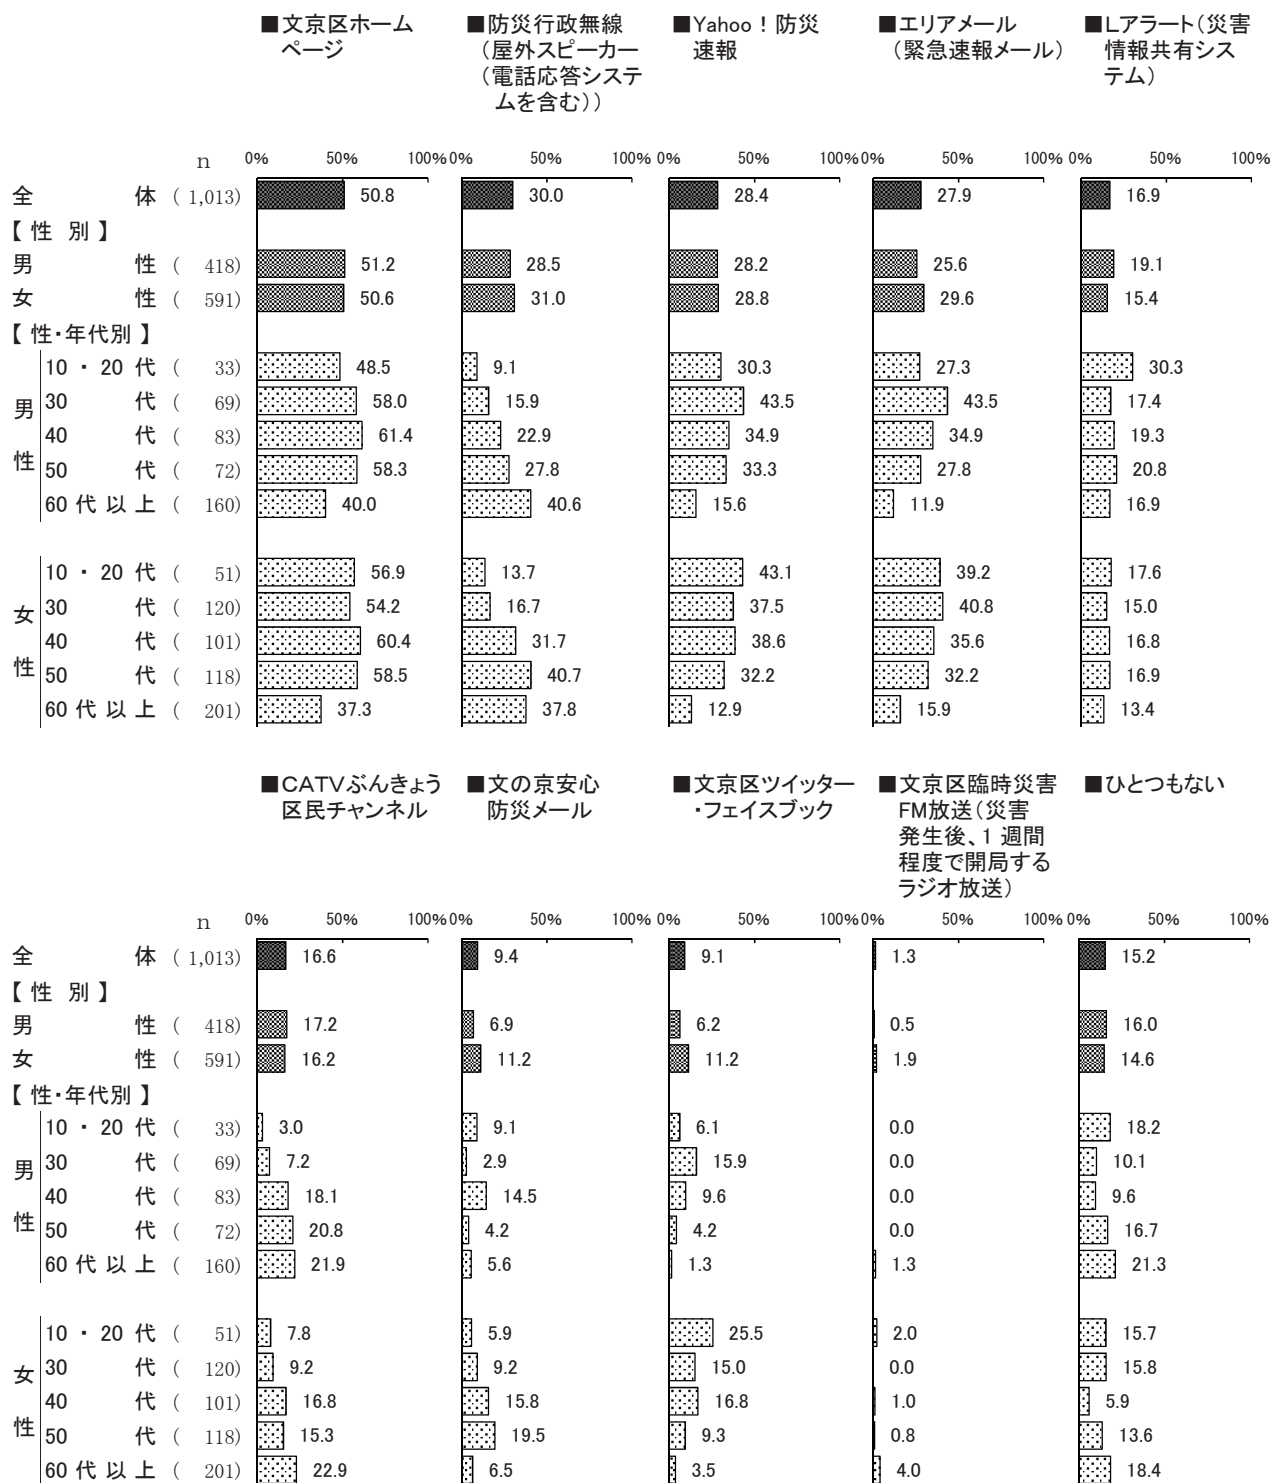 ■文京区ホーム
ページ
■防災行政無線
（屋外スピーカー
（電話応答システ
ムを含む））
■Yahoo！防災
速報
■エリアメール
（緊急速報メール）
■Lアラート（災害
情報共有シス
テム）
n 0% 50% 100% 0% 50% 100% 0% 50% 100% 0% 50% 100% 0% 50% 100%
全体 (1,013) 50.8 30.0 28.4 27.9 16.9
【性別】
男性 (418) 51.2 28.5 28.2 25.6 19.1
女性 (591) 50.6 31.0 28.8 29.6 15.4
【性・年代別】
男性
10・20代 (33) 48.5 9.1 30.3 27.3 30.3
30代 (69) 58.0 15.9 43.5 43.5 17.4
40代 (83) 61.4 22.9 34.9 34.9 19.3
50代 (72) 58.3 27.8 33.3 27.8 20.8
60代以上 (160) 40.0 40.6 15.6 11.9 16.9
女性
10・20代 (51) 56.9 13.7 43.1 39.2 17.6
30代 (120) 54.2 16.7 37.5 40.8 15.0
40代 (101) 60.4 31.7 38.6 35.6 16.8
50代 (118) 58.5 40.7 32.2 32.2 16.9
60代以上 (201) 37.3 37.8 12.9 15.9 13.4
■CATVぶんきょう
区民チャンネル
■文の京安心
防災メール
■文京区ツイッター
・フェイスブック
■文京区臨時災害
FM放送（災害
発生後、1週間
程度で開局する
ラジオ放送）
■ひとつもない
n 0% 50% 100% 0% 50% 100% 0% 50% 100% 0% 50% 100% 0% 50% 100%
全体 (1,013) 16.6 9.4 9.1 1.3 15.2
【性別】
男性 (418) 17.2 6.9 6.2 0.5 16.0
女性 (591) 16.2 11.2 11.2 1.9 14.6
【性・年代別】
男性
10・20代 (33) 3.0 9.1 6.1 0.0 18.2
30代 (69) 7.2 2.9 15.9 0.0 10.1
40代 (83) 18.1 14.5 9.6 0.0 9.6
50代 (72) 20.8 4.2 4.2 0.0 16.7
60代以上 (160) 21.9 5.6 1.3 1.3 21.3
女性
10・20代 (51) 7.8 5.9 25.5 2.0 15.7
30代 (120) 9.2 9.2 15.0 0.0 15.8
40代 (101) 16.8 15.8 16.8 1.0 5.9
50代 (118) 15.3 19.5 9.3 0.8 13.6
60代以上 (201) 22.9 6.5 3.5 4.0 18.4